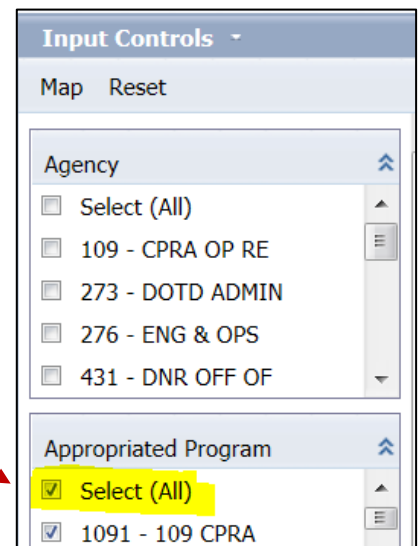 Input Controls
Map Reset
Agency
Select (All)
109 - CPRA OP RE
273 - DOTD ADMIN
276 - ENG & OPS
431 - DNR OFF OF
Appropriated Program
Select (All)
1091 - 109 CPRA